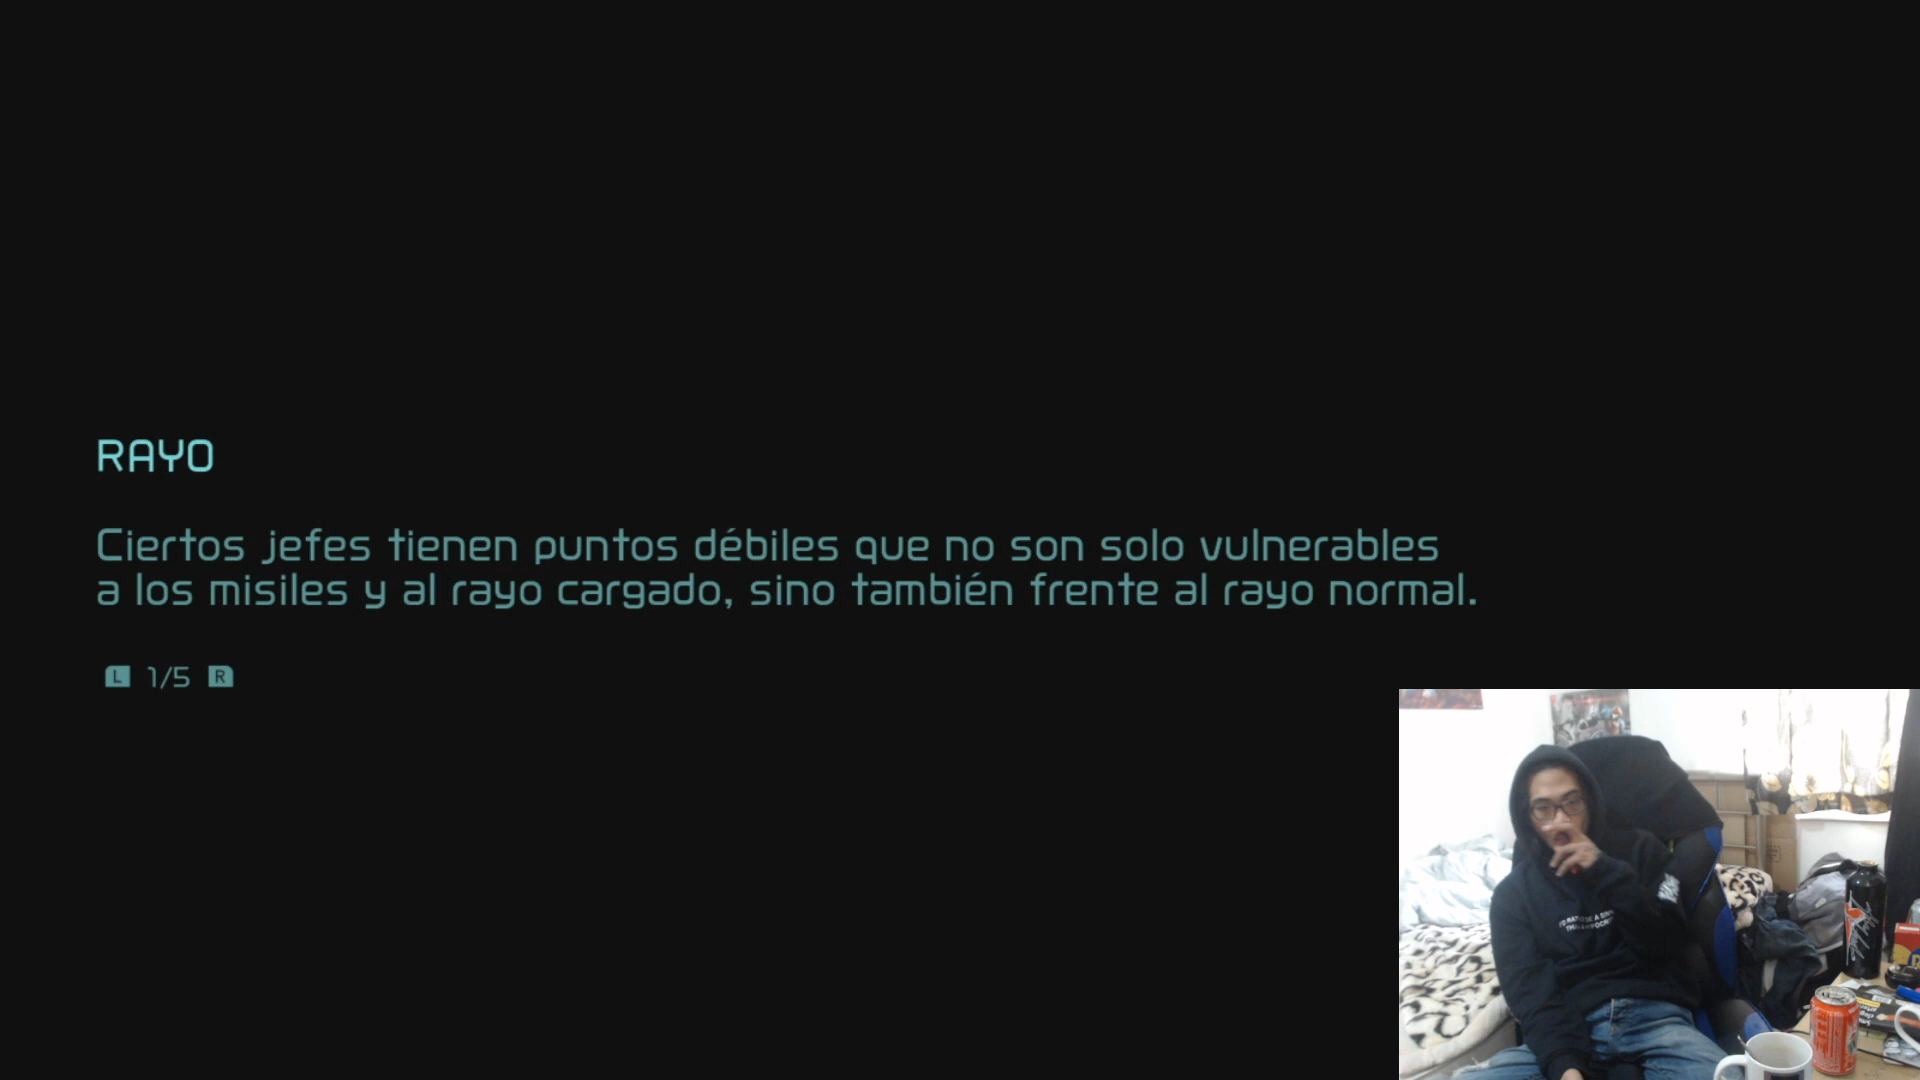 RAYO
Ciertos jefes tienen puntos débiles que no son solo vulnerables
a los misiles y al rayo cargado, sino también frente al rayo normal.
L 1/5 R